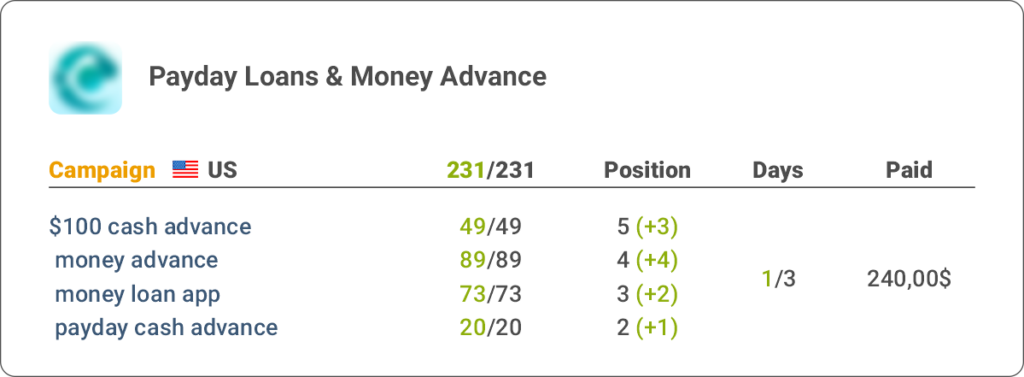 Payday Loans & Money Advance
Campaign US 231/231 Position Days Paid
$100 cash advance 49/49 5 (+3)
money advance 89/89 4 (+4)
1/3 240,00$
money loan app 73/73 3 (+2)
payday cash advance 20/20 2 (+1)